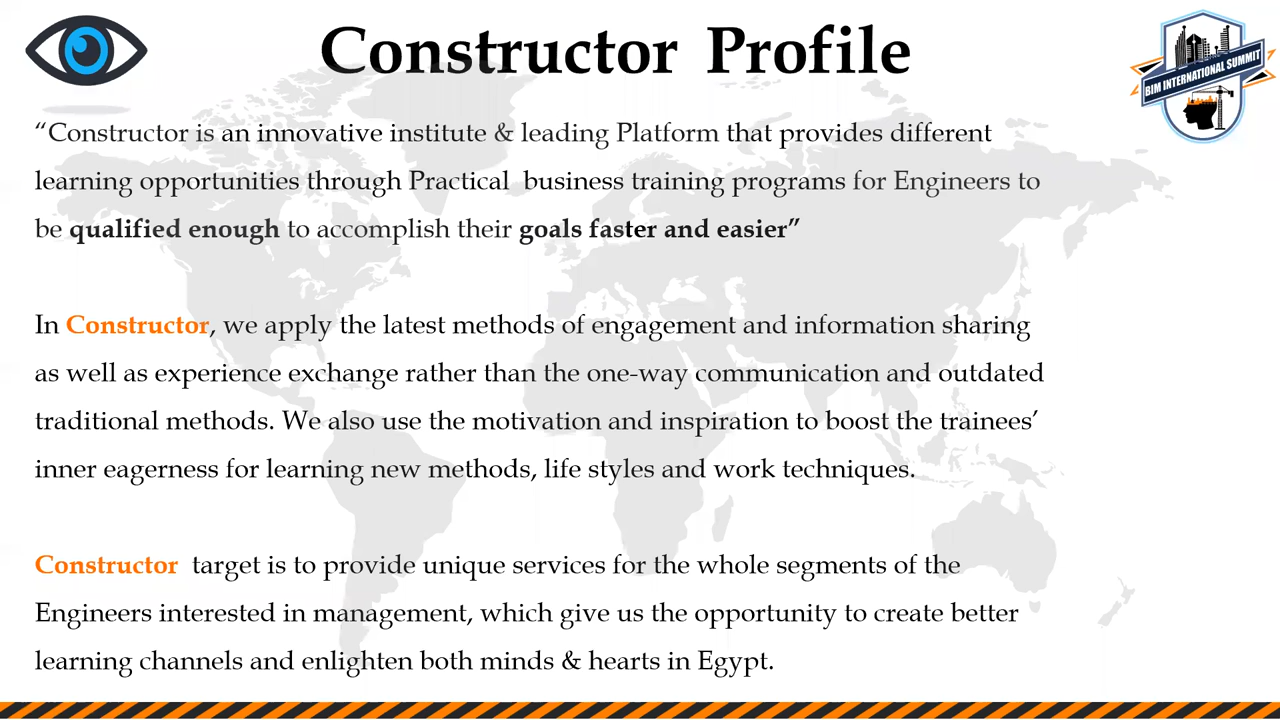 Constructor Profile
BIM INTERNATIONAL SUMMIT
“Constructor is an innovative institute & leading Platform that provides different
learning opportunities through Practical business training programs for Engineers to
be qualified enough to accomplish their goals faster and easier”
In Constructor, we apply the latest methods of engagement and information sharing
as well as experience exchange rather than the one-way communication and outdated
traditional methods. We also use the motivation and inspiration to boost the trainees’
inner eagerness for learning new methods, life styles and work techniques.
Constructor target is to provide unique services for the whole segments of the
Engineers interested in management, which give us the opportunity to create better
learning channels and enlighten both minds & hearts in Egypt.